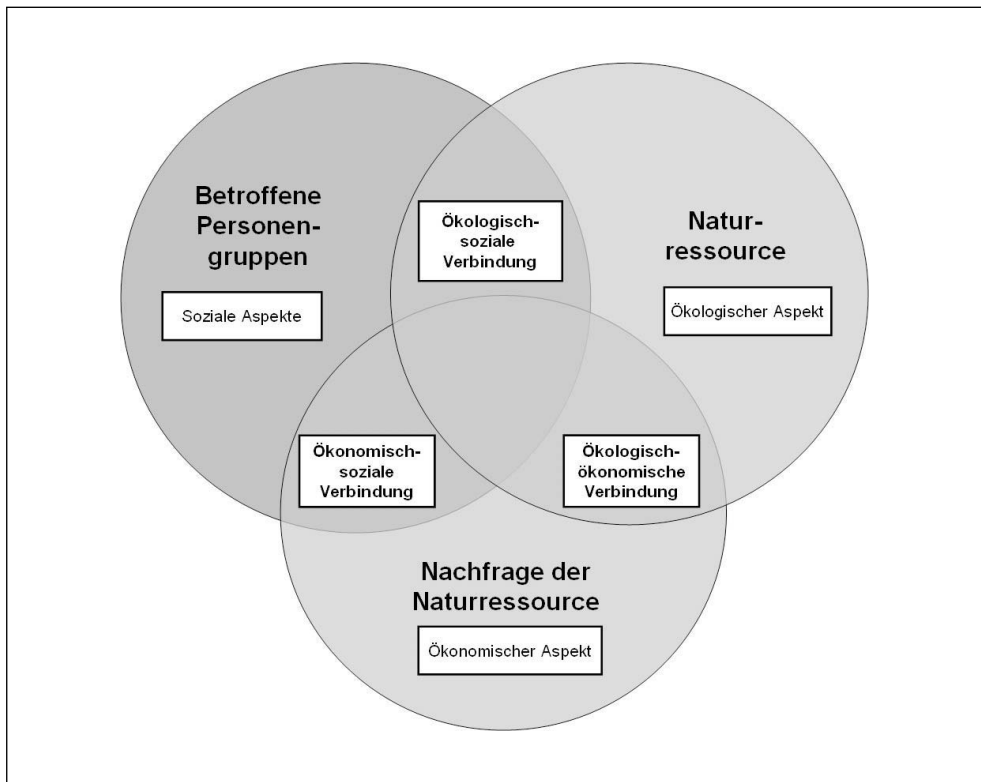 Betroffene
Personen-
gruppen
Soziale Aspekte
Ökologisch-
soziale
Verbindung
Natur-
ressource
Ökologischer Aspekt
Ökonomisch-
soziale
Verbindung
Ökologisch-
ökonomische
Verbindung
Nachfrage der
Naturressource
Ökonomischer Aspekt